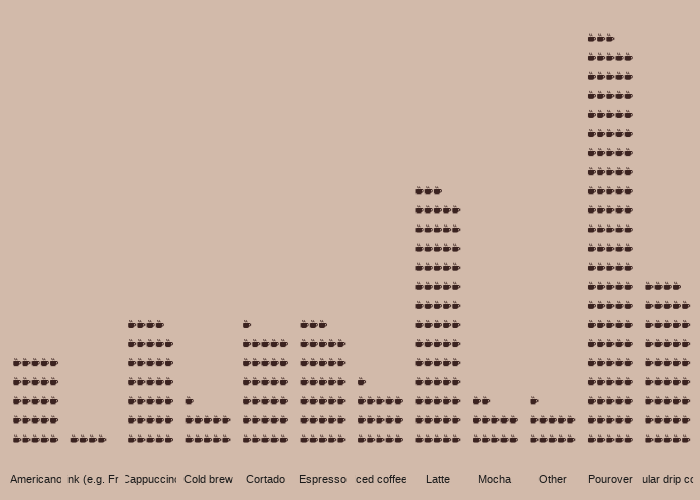 Americano nk (e.g. Fr Cappuccino Cold brew Cortado Espresso ced coffee Latte Mocha Other Pourover ular drip co